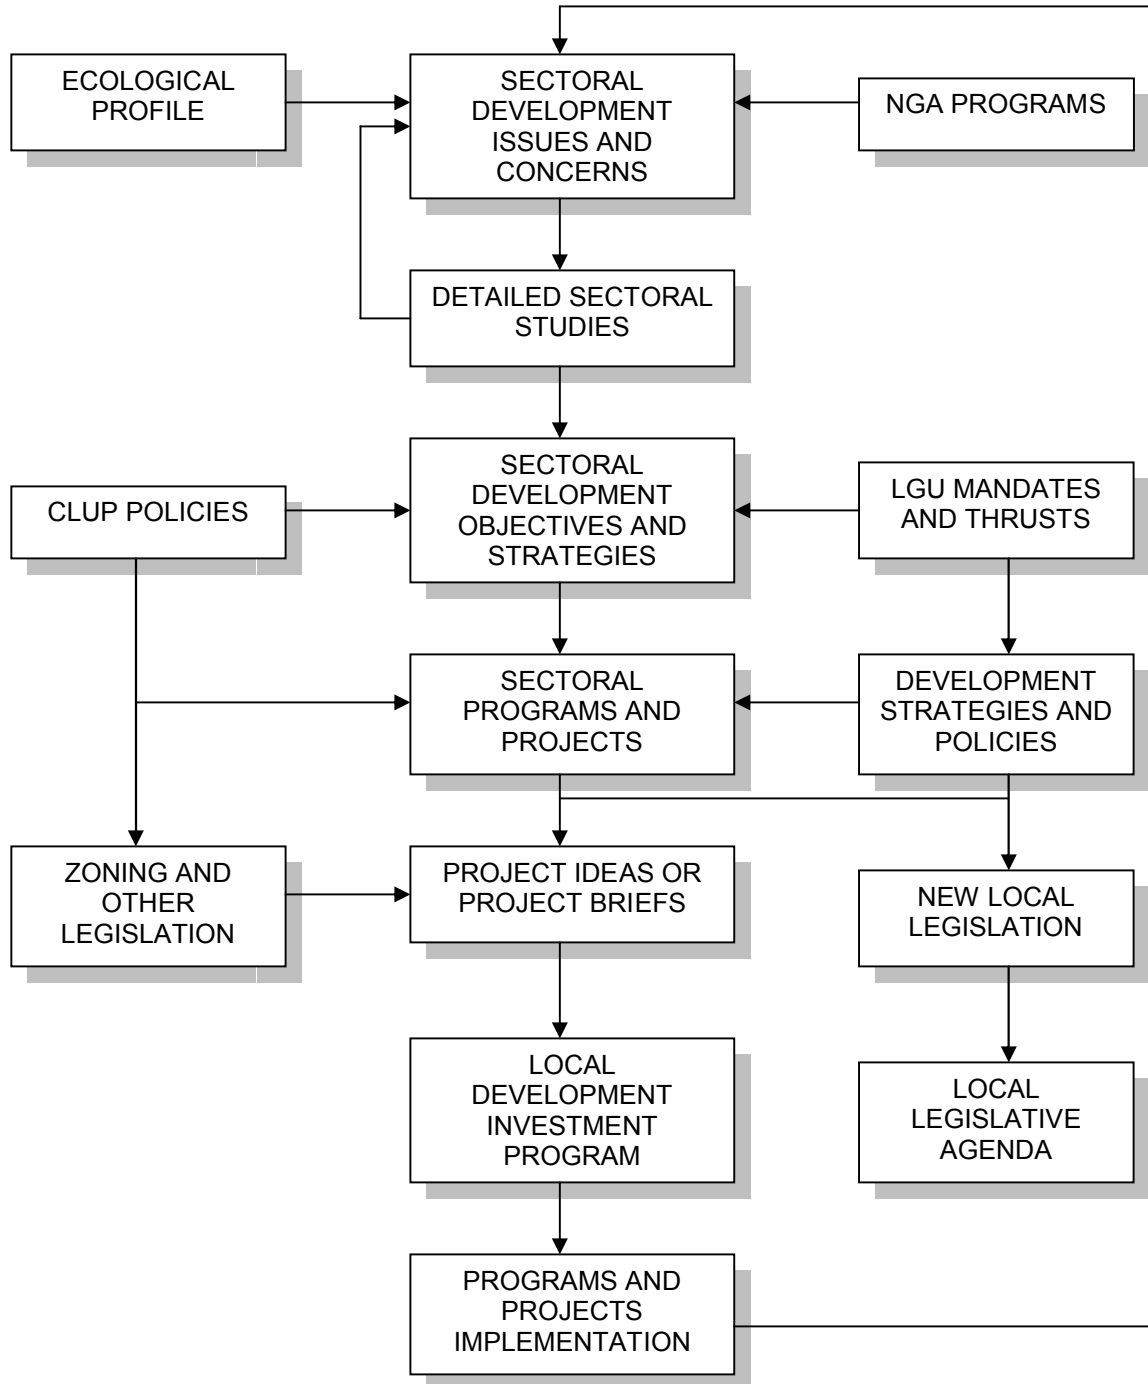 ECOLOGICAL
PROFILE
SECTORAL
DEVELOPMENT
ISSUES AND
CONCERNS
NGA PROGRAMS
DETAILED SECTORAL
STUDIES
CLUP POLICIES
SECTORAL
DEVELOPMENT
OBJECTIVES AND
STRATEGIES
LGU MANDATES
AND THRUSTS
SECTORAL
PROGRAMS AND
PROJECTS
DEVELOPMENT
STRATEGIES AND
POLICIES
ZONING AND
OTHER
LEGISLATION
PROJECT IDEAS OR
PROJECT BRIEFS
NEW LOCAL
LEGISLATION
LOCAL
DEVELOPMENT
INVESTMENT
PROGRAM
LOCAL
LEGISLATIVE
AGENDA
PROGRAMS AND
PROJECTS
IMPLEMENTATION